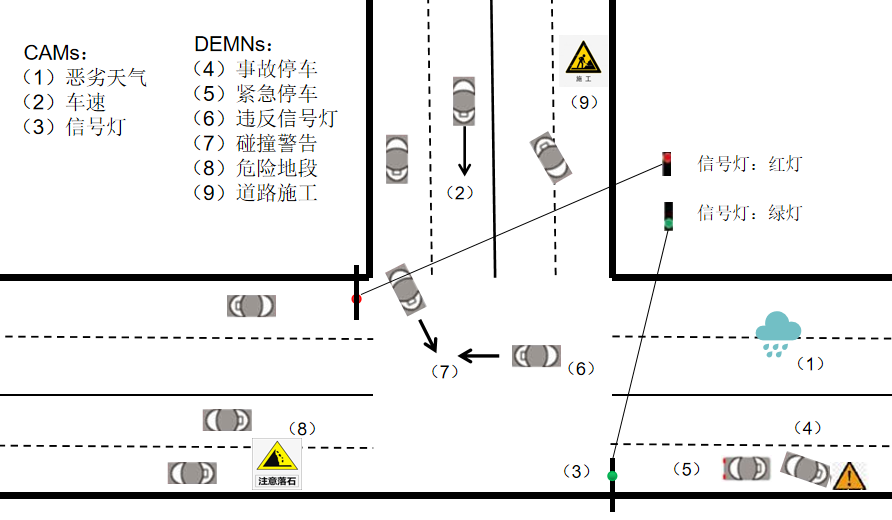 CAMs：
（1）恶劣天气
（2）车速
（3）信号灯
DEMNs：
（4）事故停车
（5）紧急停车
（6）违反信号灯
（7）碰撞警告
（8）危险地段
（9）道路施工
施工
（9）
（2）
信号灯：红灯
信号灯：绿灯
（7）
（6）
（1）
（8）
注意落石
（4）
（3）
（5）